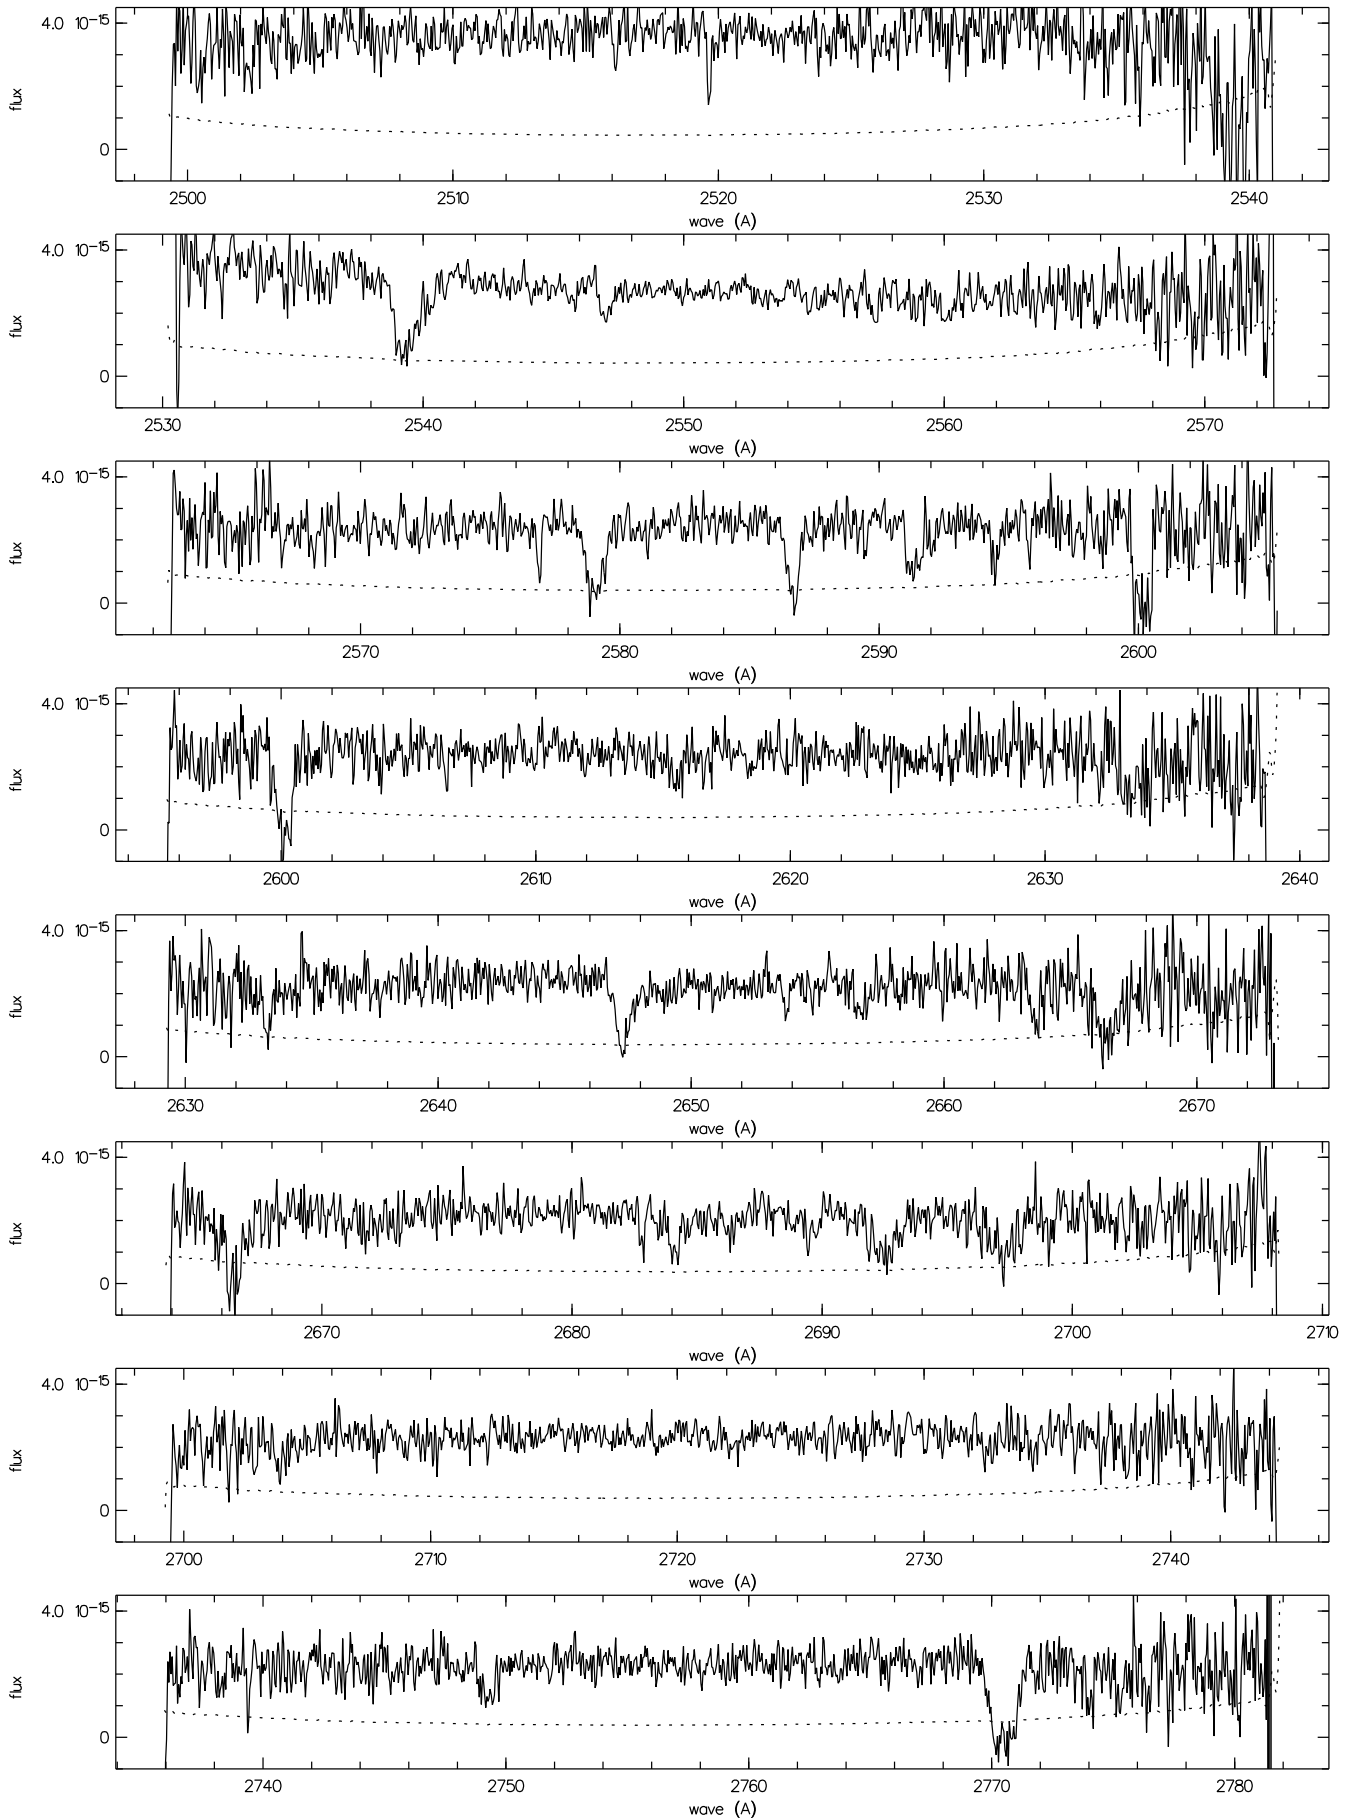 4.0 10-15
flux
0
2500 2510 2520 2530 2540
wave (A)
4.0 10-15
flux
0
2530 2540 2550 2560 2570
wave (A)
4.0 10-15
flux
0
2570 2580 2590 2600
wave (A)
4.0 10-15
flux
0
2600 2610 2620 2630 2640
wave (A)
4.0 10-15
flux
0
2630 2640 2650 2660 2670
wave (A)
4.0 10-15
flux
0
2670 2680 2690 2700 2710
wave (A)
4.0 10-15
flux
0
2700 2710 2720 2730 2740
wave (A)
4.0 10-15
flux
0
2740 2750 2760 2770 2780
wave (A)